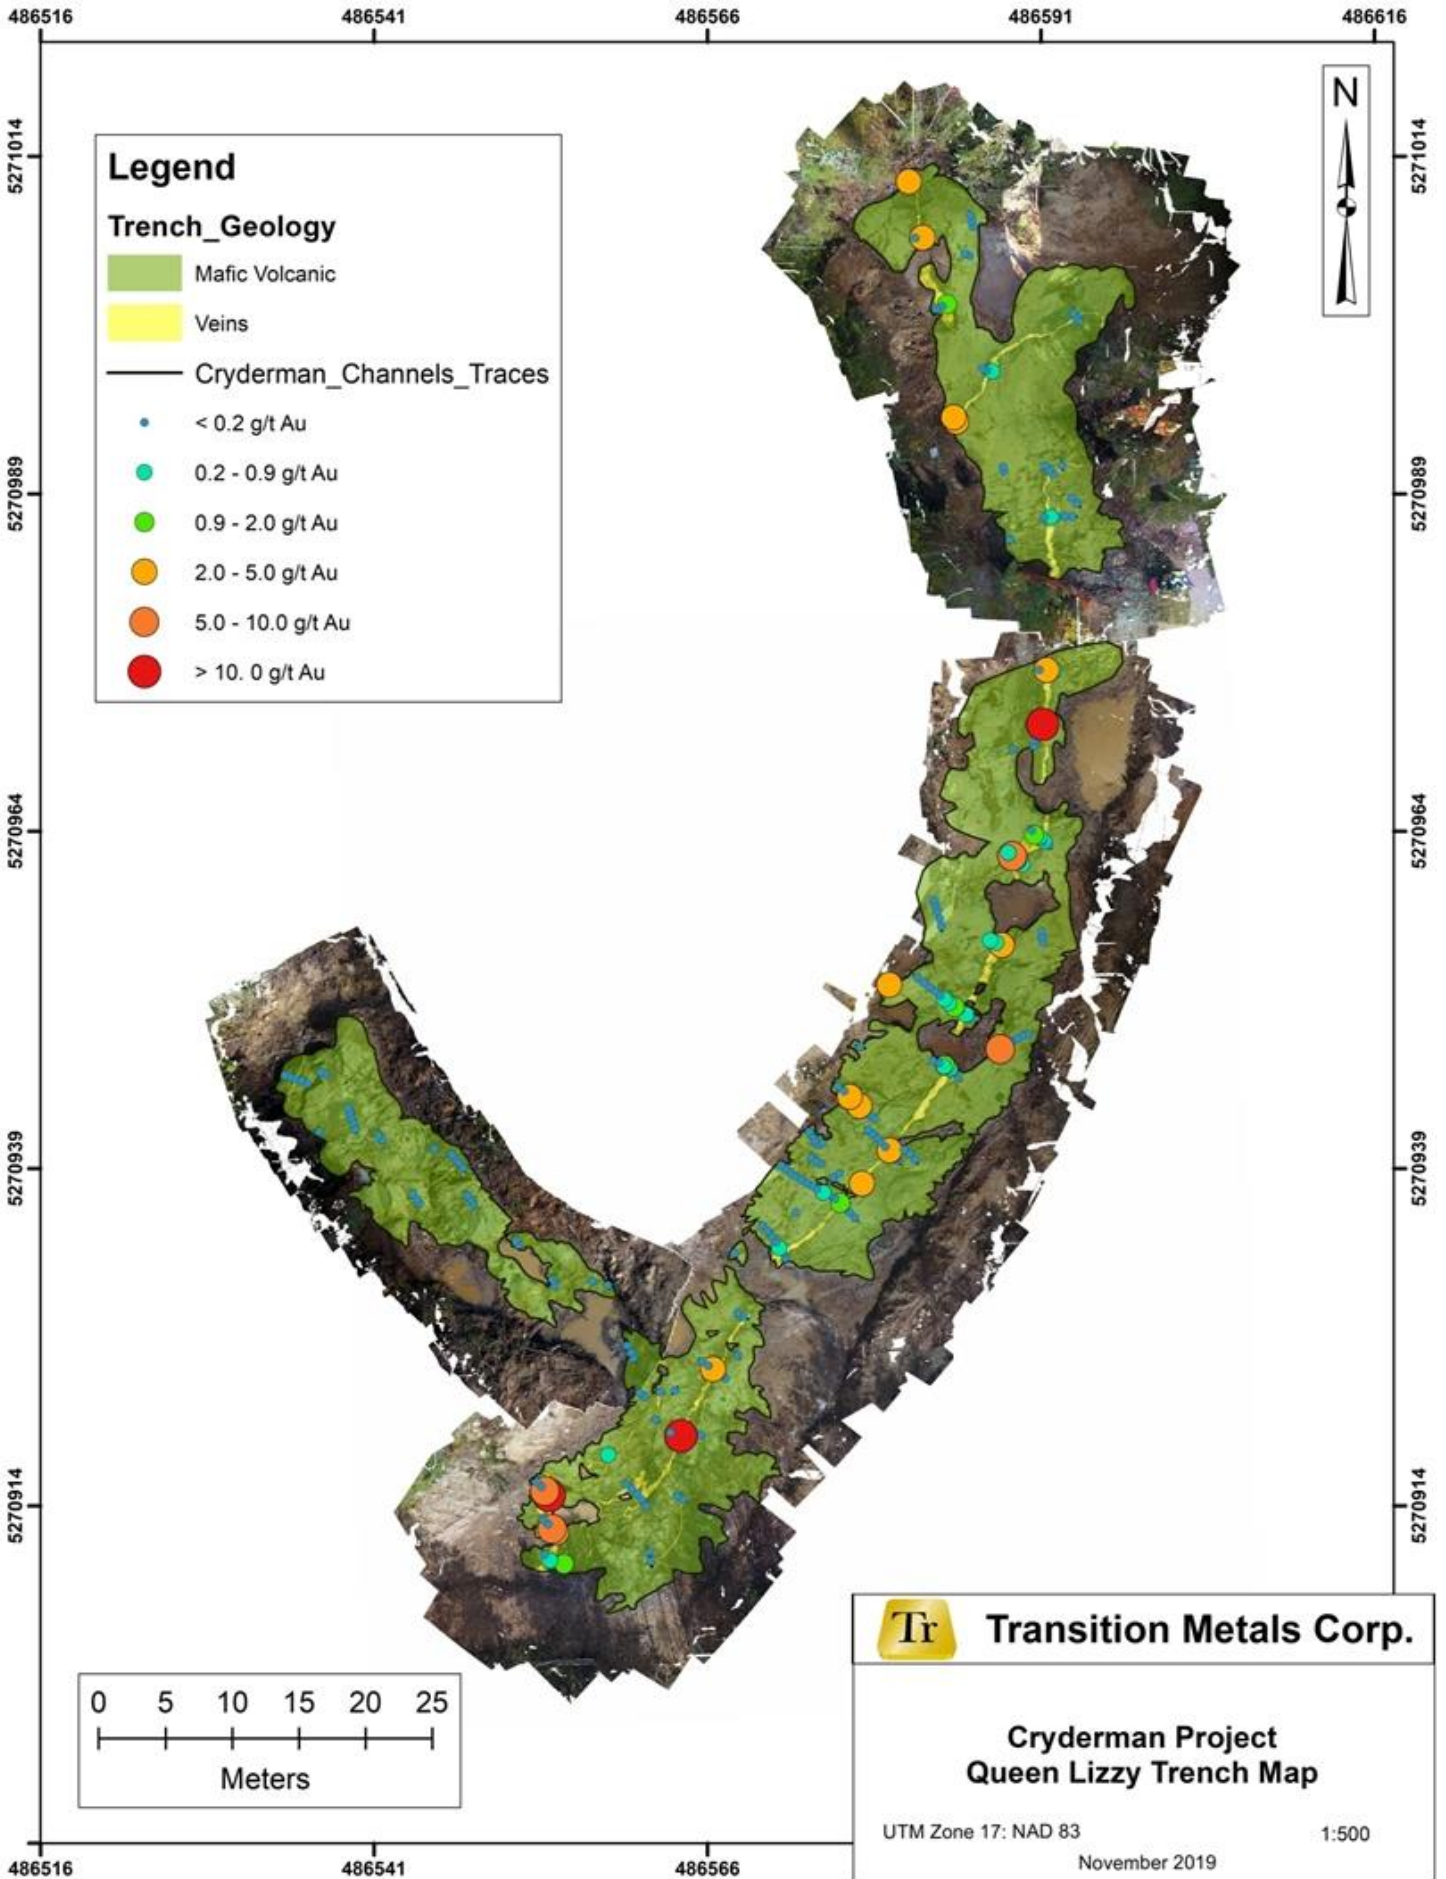 486516 486541 486566 486591 486616
N
5271014 5271014
Legend
Trench_Geology
Mafic Volcanic
Veins
Cryderman_Channels_Traces
< 0.2 g/t Au
0.2 - 0.9 g/t Au
0.9 - 2.0 g/t Au
2.0 - 5.0 g/t Au
5.0 - 10.0 g/t Au
> 10. 0 g/t Au
5270989 5270989
5270964 5270964
5270939 5270939
5270914 5270914
0 5 10 15 20 25
Meters
Tr Transition Metals Corp.
Cryderman Project
Queen Lizzy Trench Map
UTM Zone 17: NAD 83 1:500
November 2019
486516 486541 486566